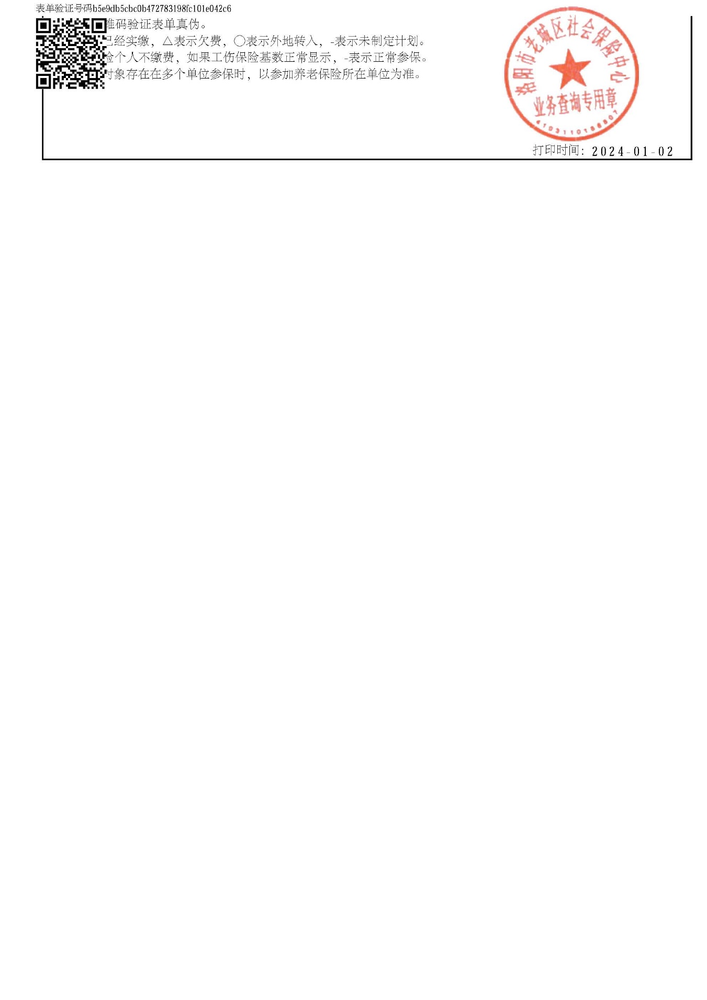 表单验证号码b5e9db5cbc0b472783198fc101e042c6
维码验证表单真伪。
已经实缴，△表示欠费，○表示外地转入，-表示未制定计划。
险个人不缴费，如果工伤保险基数正常显示，-表示正常参保。
对象存在在多个单位参保时，以参加养老保险所在单位为准。
洛阳市老城区社会保险中心
业务查询专用章
打印时间：2024-01-02